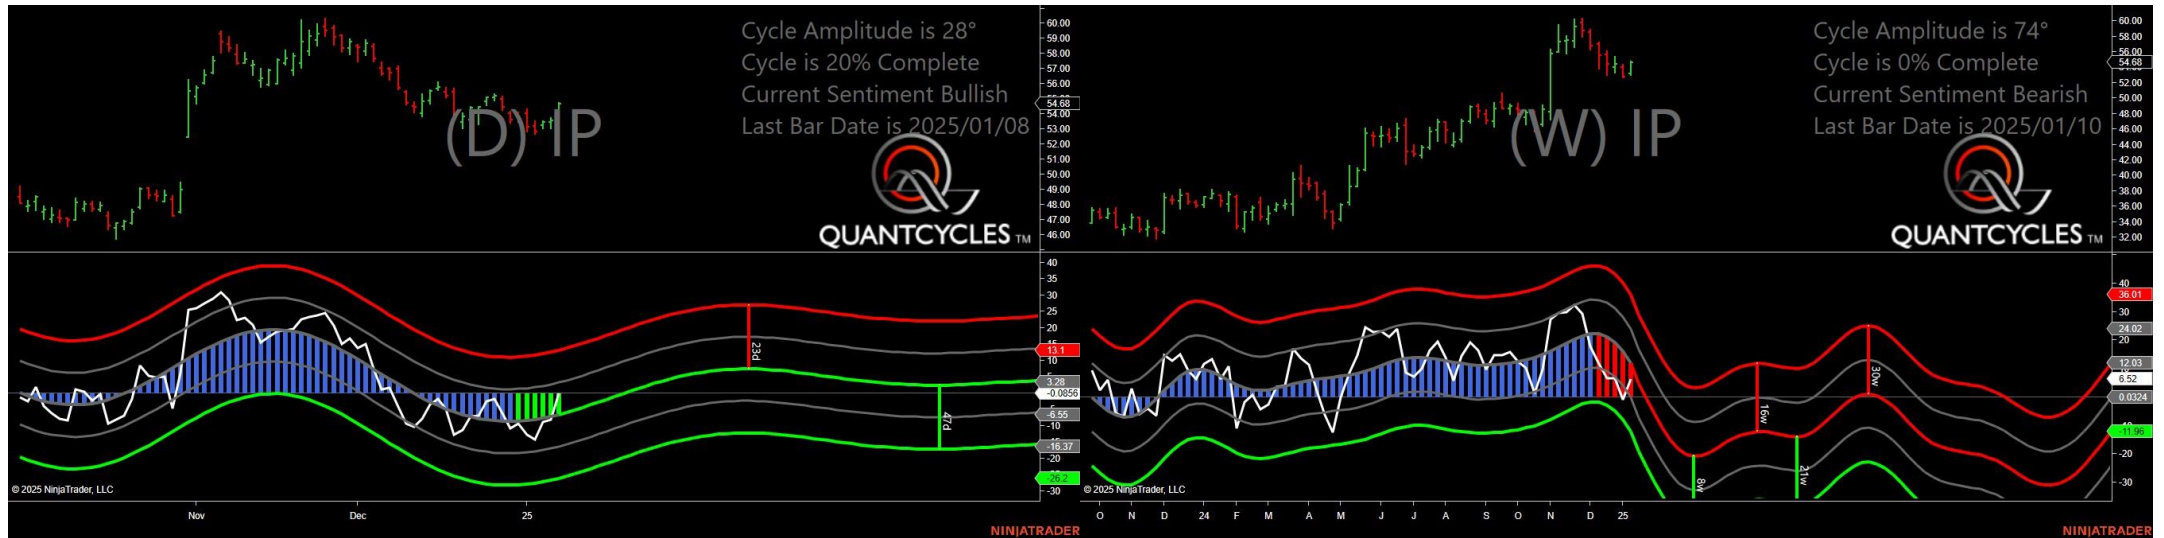 Cycle Amplitude is 28°
Cycle is 20% Complete
Current Sentiment Bullish
Last Bar Date is 2025/01/08
(D) IP
QUANTCYCLES TM
60.00
59.00
58.00
57.00
56.00
54.68
54.00
53.00
52.00
51.00
50.00
49.00
48.00
47.00
46.00
40
35
30
25
20
15
13.1
10
3.28
-0.0856
-6.55
-10
-16.37
-20
-26.2
-30
23d
47d
© 2025 NinjaTrader, LLC
Nov
Dec
25
NINJATRADER
Cycle Amplitude is 74°
Cycle is 0% Complete
Current Sentiment Bearish
Last Bar Date is 2025/01/10
(W) IP
QUANTCYCLES TM
60.00
58.00
56.00
54.68
52.00
50.00
48.00
46.00
44.00
42.00
40.00
38.00
36.00
34.00
32.00
40
36.01
30
24.02
20
12.03
6.52
0.0324
-11.96
-20
-30
8w
16w
21w
30w
© 2025 NinjaTrader, LLC
O N D 24 F M A M J J A S O N D 25
NINJATRADER